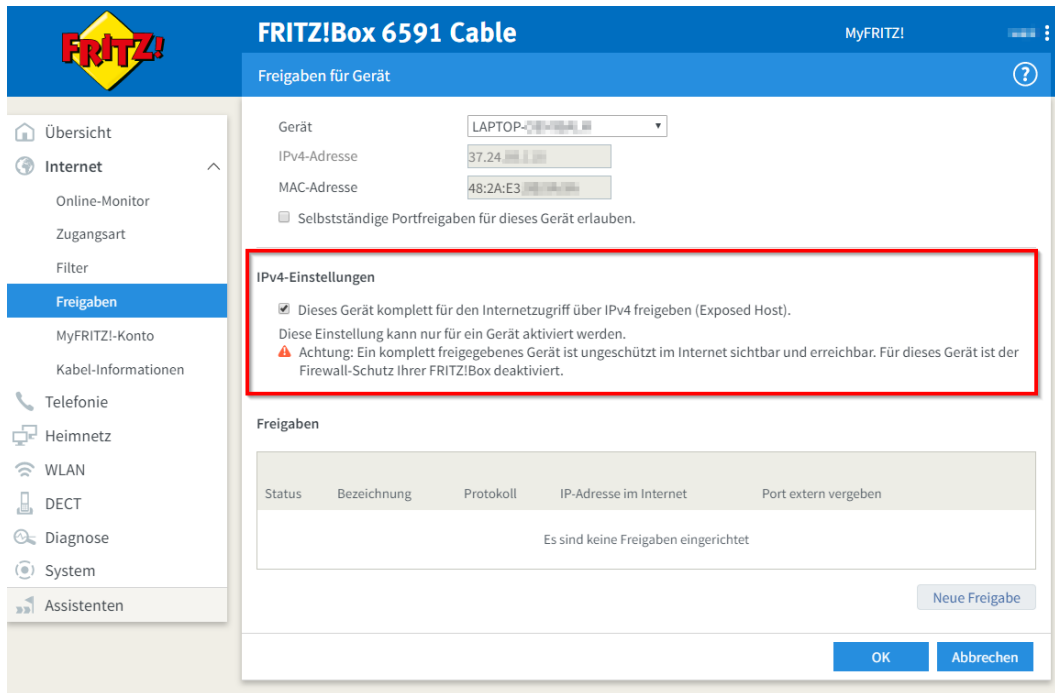 FRITZ!
FRITZ!Box 6591 Cable
MyFRITZ!
Freigaben für Gerät
?
Übersicht
Internet
Online-Monitor
Zugangsart
Filter
Freigaben
MyFRITZ!-Konto
Kabel-Informationen
Telefonie
Heimnetz
WLAN
DECT
Diagnose
System
Assistenten
Gerät
LAPTOP-
IPv4-Adresse
37.24.
MAC-Adresse
48:2A:E3
Selbstständige Portfreigaben für dieses Gerät erlauben.
IPv4-Einstellungen
Dieses Gerät komplett für den Internetzugriff über IPv4 freigeben (Exposed Host).
Diese Einstellung kann nur für ein Gerät aktiviert werden.
Achtung: Ein komplett freigegebenes Gerät ist ungeschützt im Internet sichtbar und erreichbar. Für dieses Gerät ist der
Firewall-Schutz Ihrer FRITZ!Box deaktiviert.
Freigaben
Status Bezeichnung Protokoll IP-Adresse im Internet Port extern vergeben
Es sind keine Freigaben eingerichtet
Neue Freigabe
OK
Abbrechen